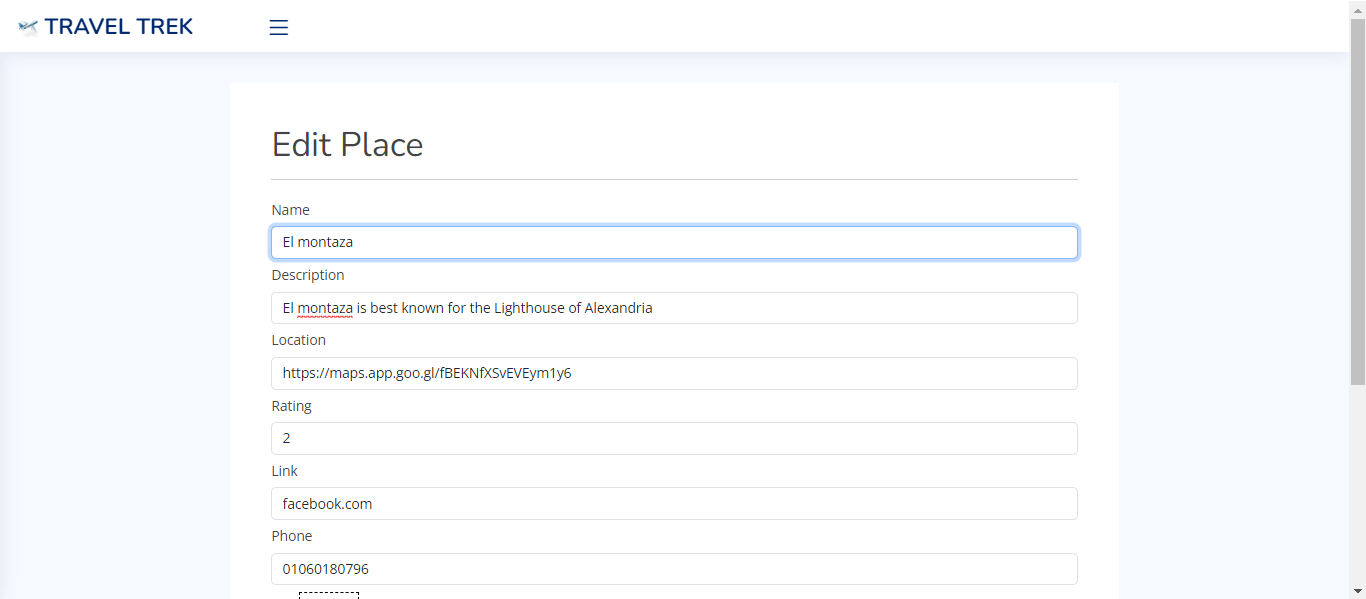 TRAVEL TREK
Edit Place
Name
El montaza
Description
El montaza is best known for the Lighthouse of Alexandria
Location
https://maps.app.goo.gl/fBEKNfXSvEVEym1y6
Rating
2
Link
facebook.com
Phone
01060180796